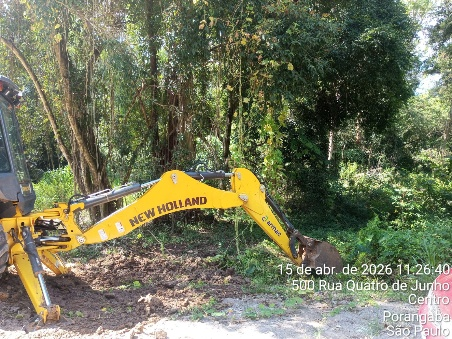 NEW HOLLAND
15 de abr. de 2026 11:26:40
500 Rua Quatro de Junho
Centro
Porangaba
São Paulo